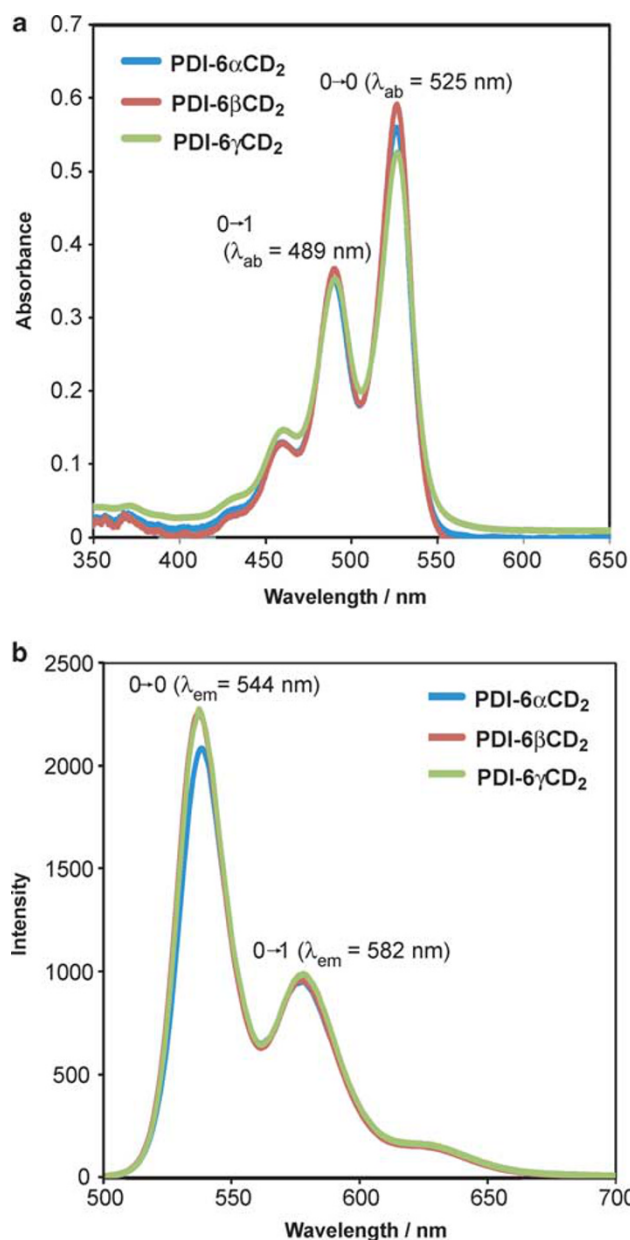 a
0.7
0.6
0.5
0.4
0.3
0.2
0.1
0
Absorbance
PDI-6αCD₂
PDI-6βCD₂
PDI-6γCD₂
0→0 (λab = 525 nm)
0→1
(λab = 489 nm)
350 400 450 500 550 600 650
Wavelength / nm
b
2500
2000
1500
1000
500
0
Intensity
0→0 (λem = 544 nm)
PDI-6αCD₂
PDI-6βCD₂
PDI-6γCD₂
0→1 (λem = 582 nm)
500 550 600 650 700
Wavelength / nm